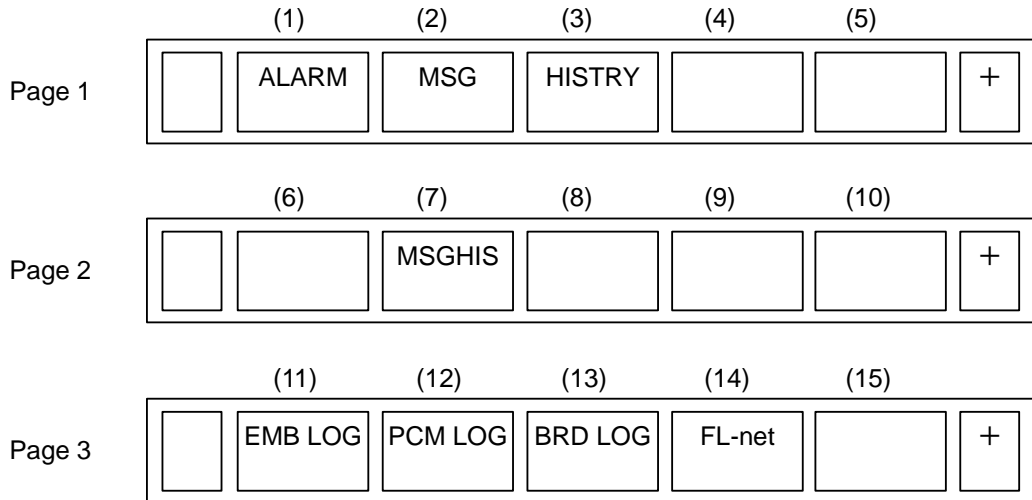 (1) (2) (3) (4) (5)
Page 1 ALARM MSG HISTRY +
(6) (7) (8) (9) (10)
Page 2 MSGHIS +
(11) (12) (13) (14) (15)
Page 3 EMB LOG PCM LOG BRD LOG FL-net +